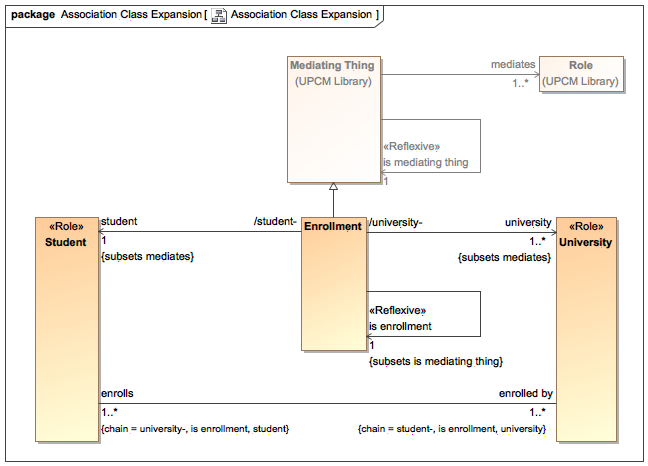 package Association Class Expansion [ Association Class Expansion ]
Mediating Thing
(UPCM Library)
mediates
1..*
Role
(UPCM Library)
«Reflexive»
is mediating thing
1
«Role»
Student
student
/student-
1
{subsets mediates}
Enrollment
/university-
university
1..*
{subsets mediates}
«Role»
University
«Reflexive»
is enrollment
1
{subsets is mediating thing}
enrolls
enrolled by
1..*
1..*
{chain = university-, is enrollment, student}
{chain = student-, is enrollment, university}